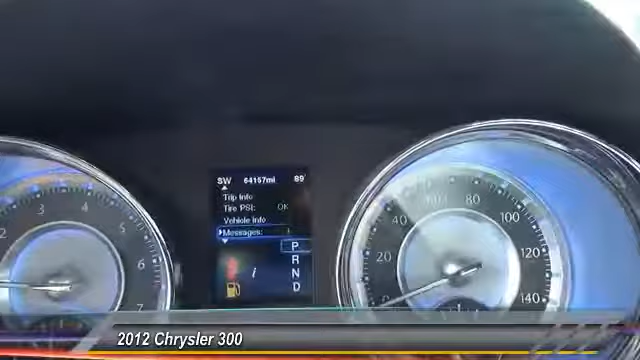 SW 64157mi 89°
Trip Info
Tire PSI: OK
Vehicle Info
Messages:
P
R
N
D
i
2
3
4
5
6
7
0
20
40
60
80
100
120
140
2012 Chrysler 300